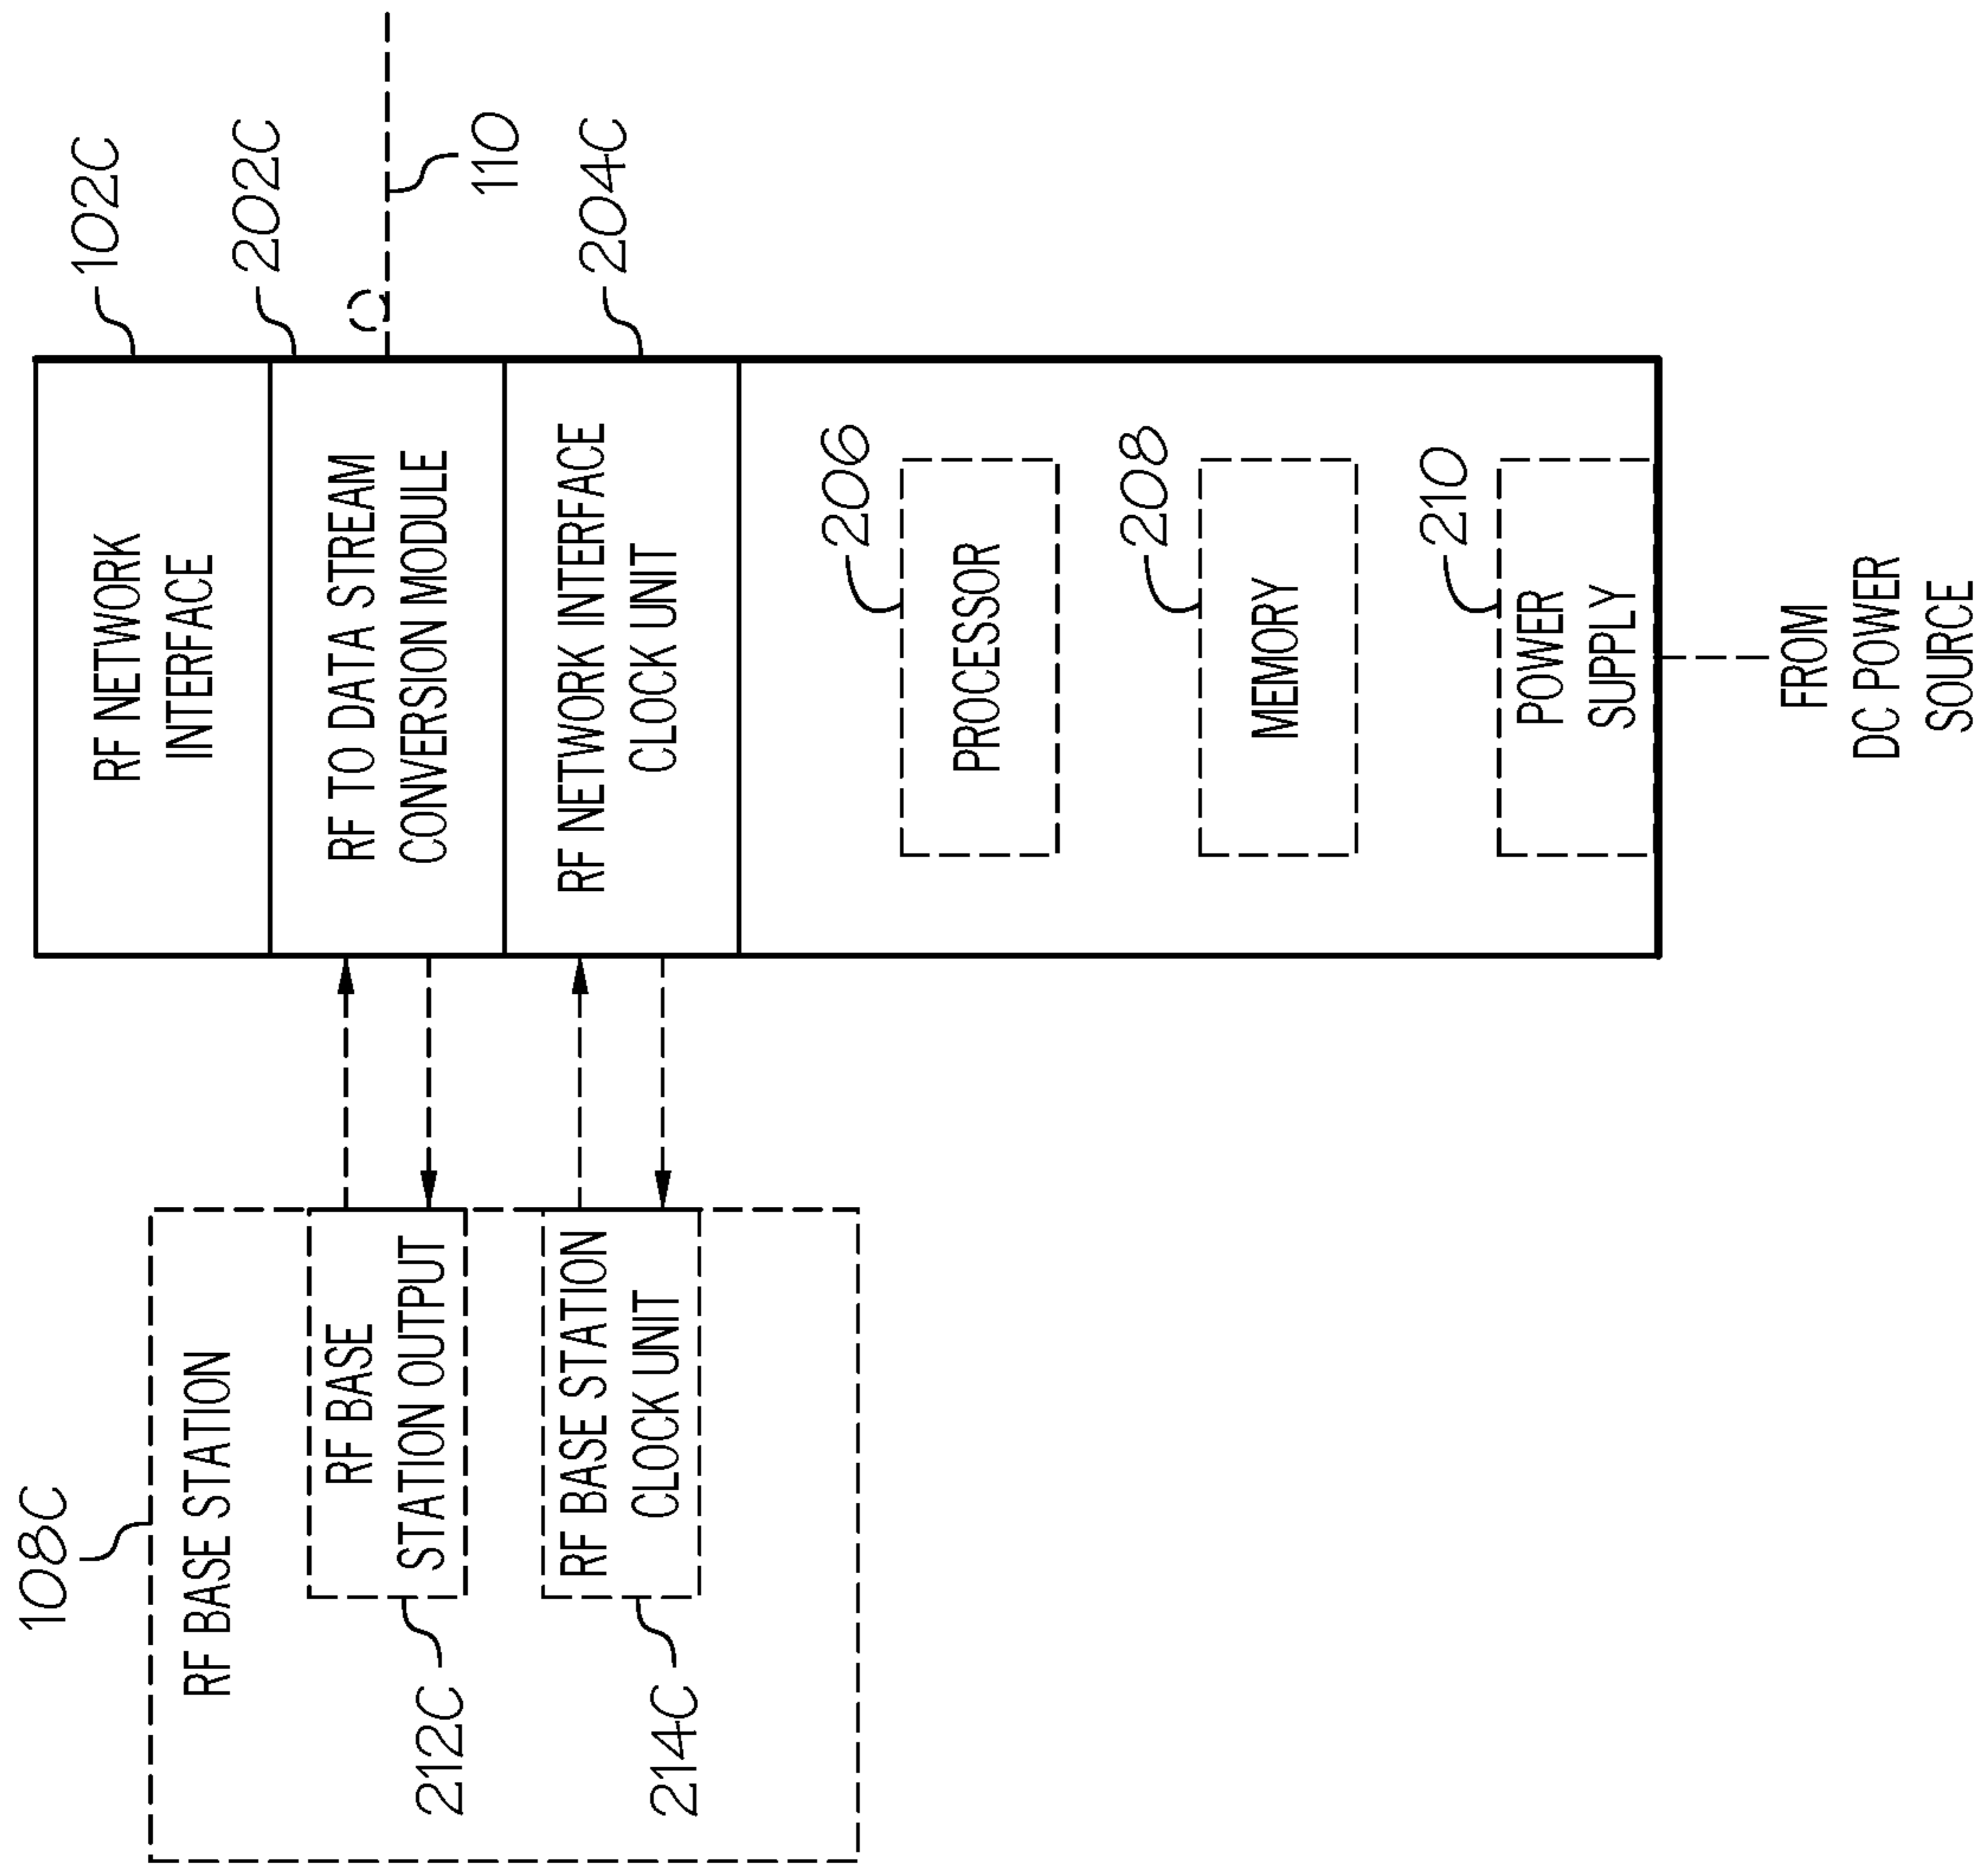 108C
RF BASE STATION
RF BASE
STATION OUTPUT
212C
RF BASE STATION
CLOCK UNIT
214C
102C
RF NETWORK
INTERFACE
202C
RF TO DATA STREAM
CONVERSION MODULE
110
204C
RF NETWORK INTERFACE
CLOCK UNIT
206
PROCESSOR
208
MEMORY
210
POWER
SUPPLY
FROM
DC POWER
SOURCE